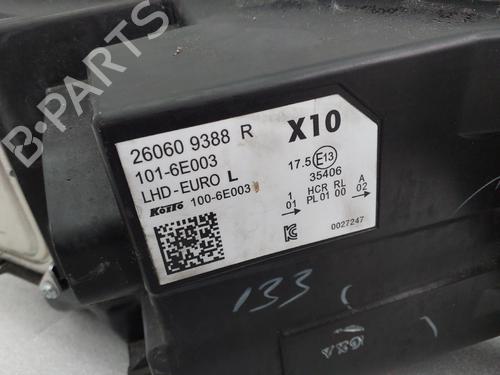 26060 9388 R X10
101-6E003
LHD-EURO L
Koito 100-6E003
17.5 E13
35406
1 HCR RL A
01 PL01 00 02
0027247
133